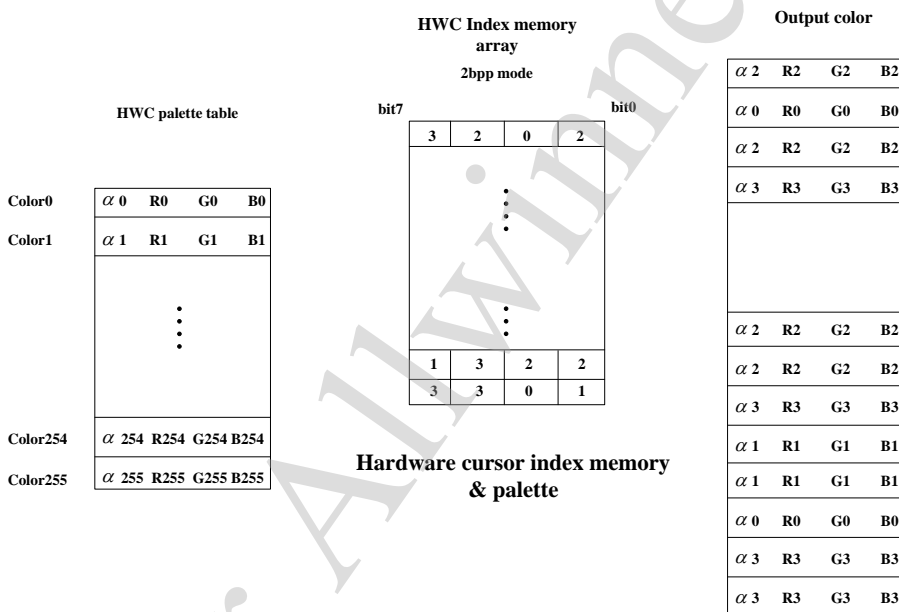 HWC palette table
Color0 α 0 R0 G0 B0
Color1 α 1 R1 G1 B1
Color254 α 254 R254 G254 B254
Color255 α 255 R255 G255 B255
HWC Index memory
array
2bpp mode
bit7 bit0
3 2 0 2
1 3 2 2
3 3 0 1
Hardware cursor index memory
& palette
Output color
α 2 R2 G2 B2
α 0 R0 G0 B0
α 2 R2 G2 B2
α 3 R3 G3 B3
α 2 R2 G2 B2
α 2 R2 G2 B2
α 3 R3 G3 B3
α 1 R1 G1 B1
α 1 R1 G1 B1
α 0 R0 G0 B0
α 3 R3 G3 B3
α 3 R3 G3 B3